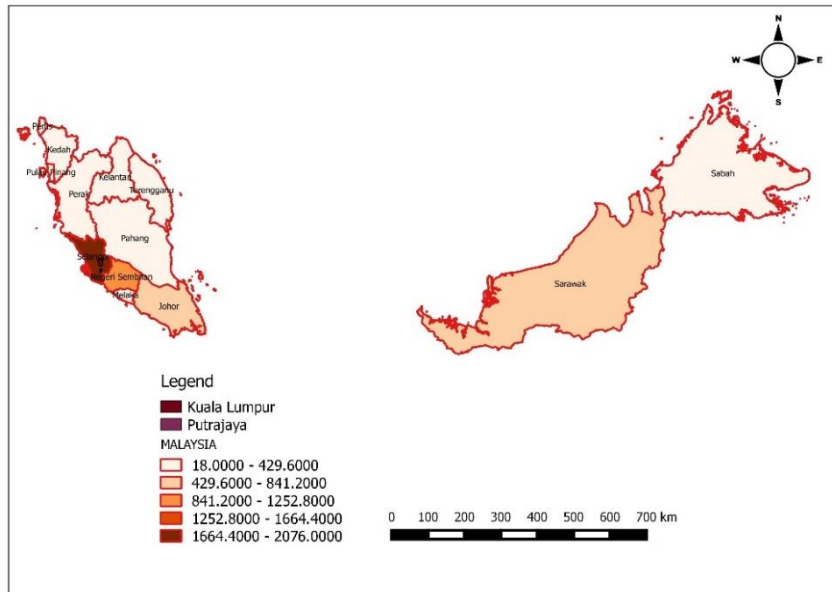 N
W E
S
Perlis
Kedah
Pulau Pinang
Kelantan
Terengganu
Perak
Pahang
Selangor
Negeri Sembilan
Melaka
Johor
Sabah
Sarawak
Legend
Kuala Lumpur
Putrajaya
MALAYSIA
18.0000 - 429.6000
429.6000 - 841.2000
841.2000 - 1252.8000
1252.8000 - 1664.4000
1664.4000 - 2076.0000
0 100 200 300 400 500 600 700 km